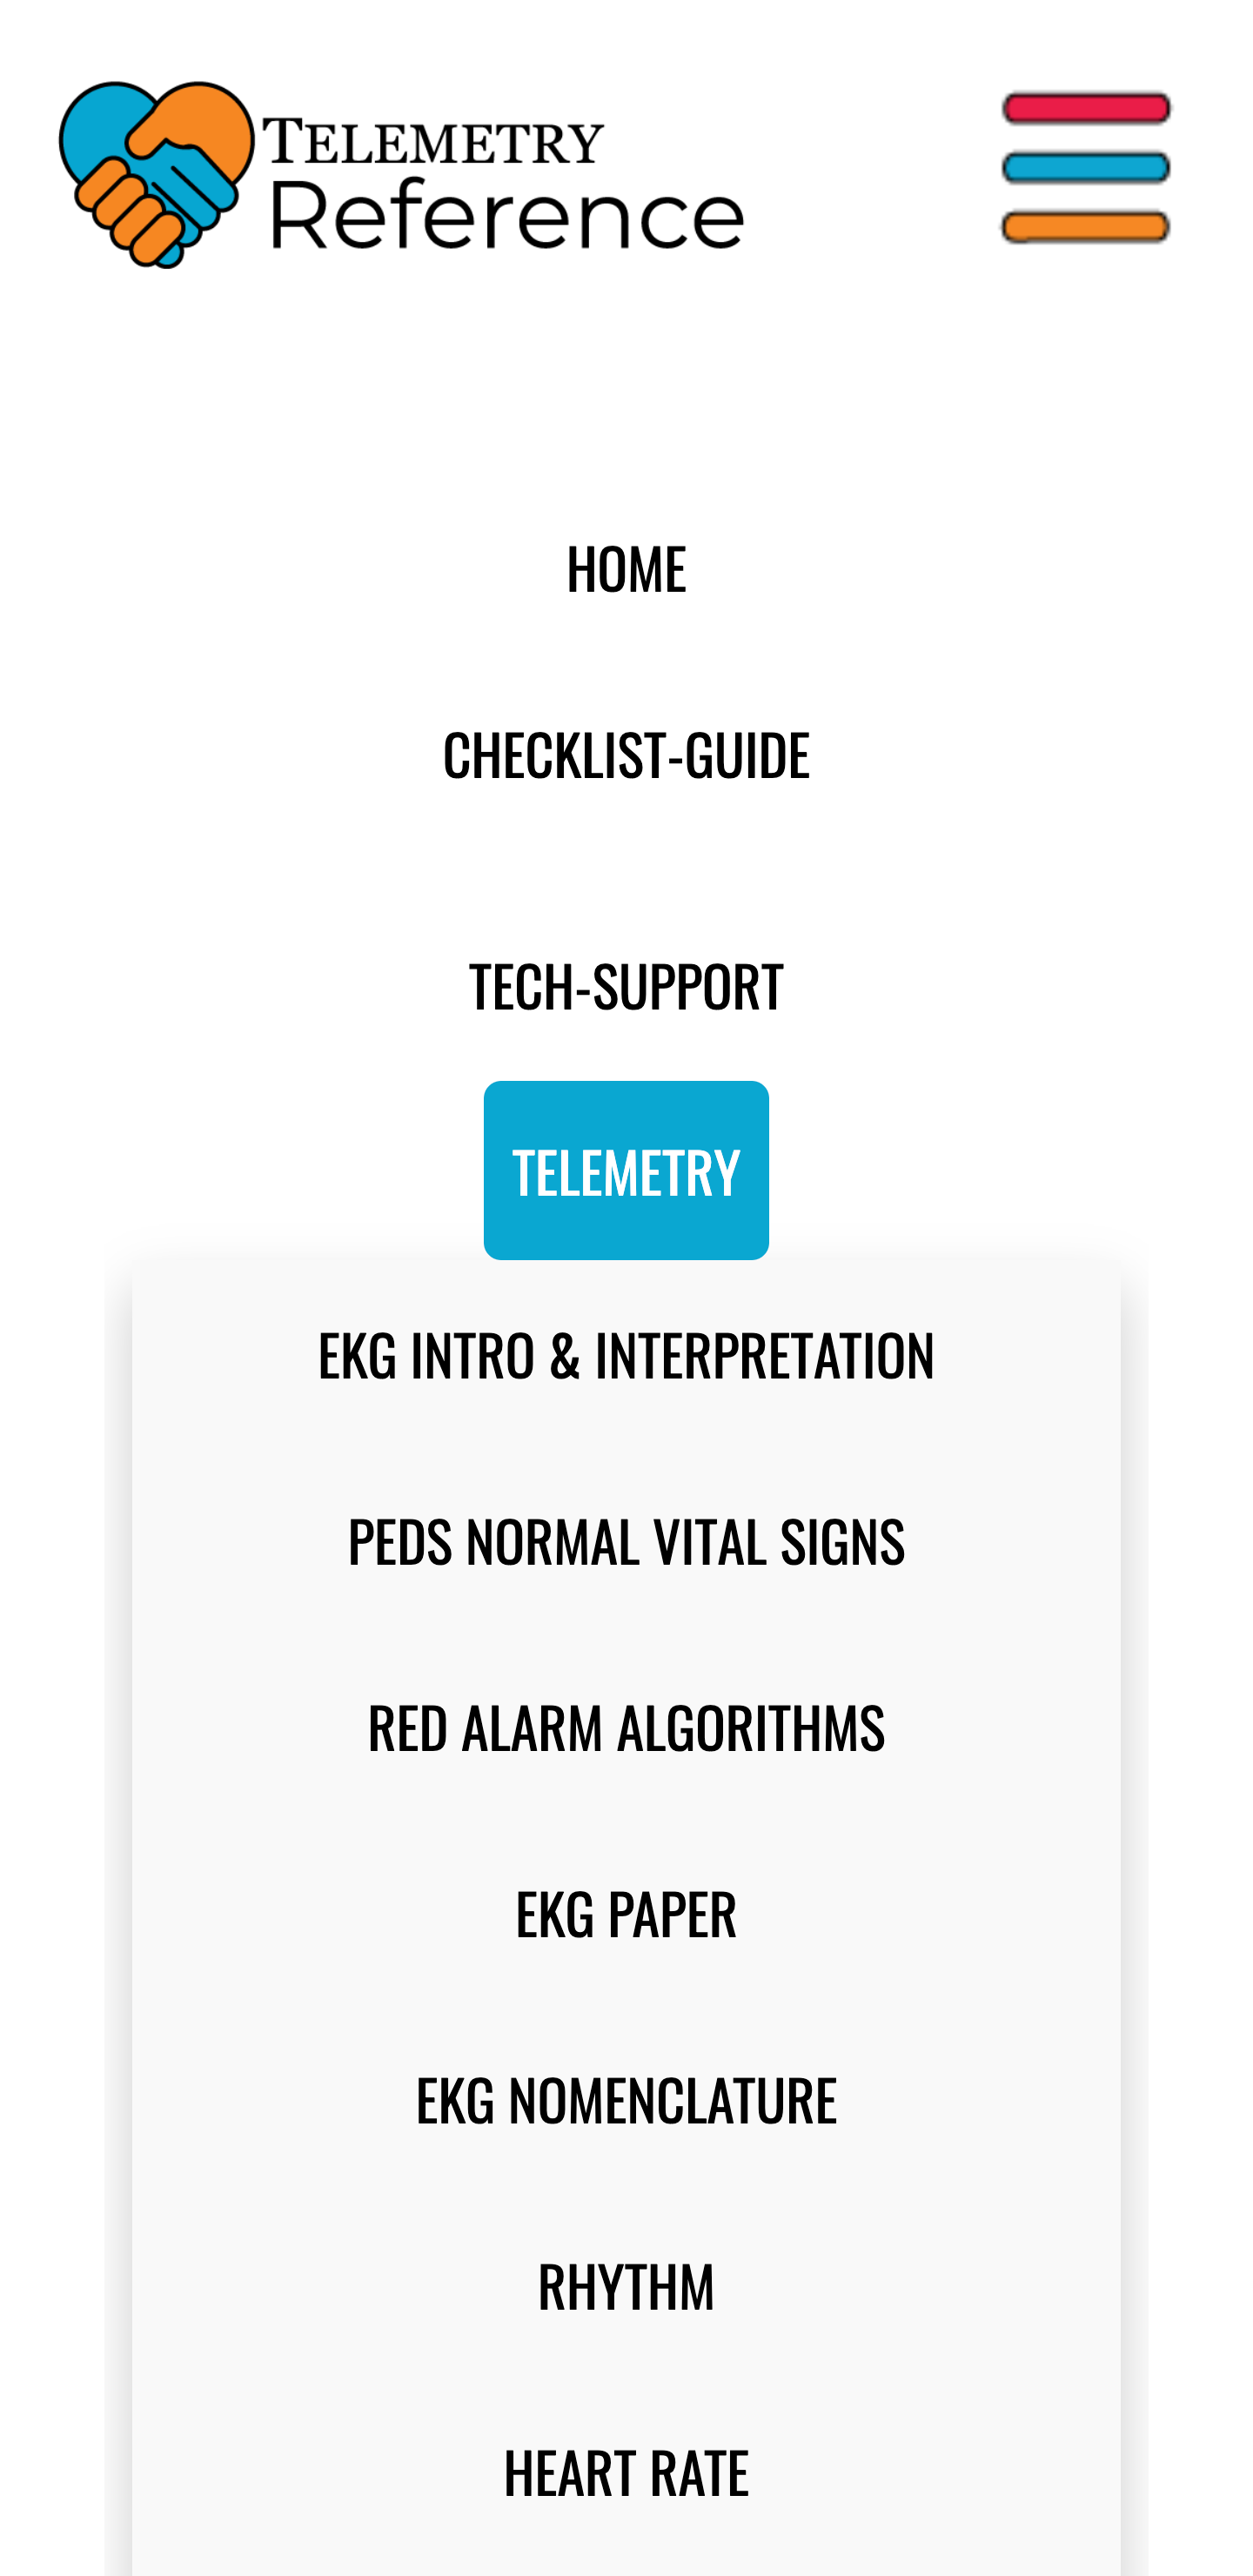 TELEMETRY
Reference
HOME
CHECKLIST-GUIDE
TECH-SUPPORT
TELEMETRY
EKG INTRO & INTERPRETATION
PEDS NORMAL VITAL SIGNS
RED ALARM ALGORITHMS
EKG PAPER
EKG NOMENCLATURE
RHYTHM
HEART RATE